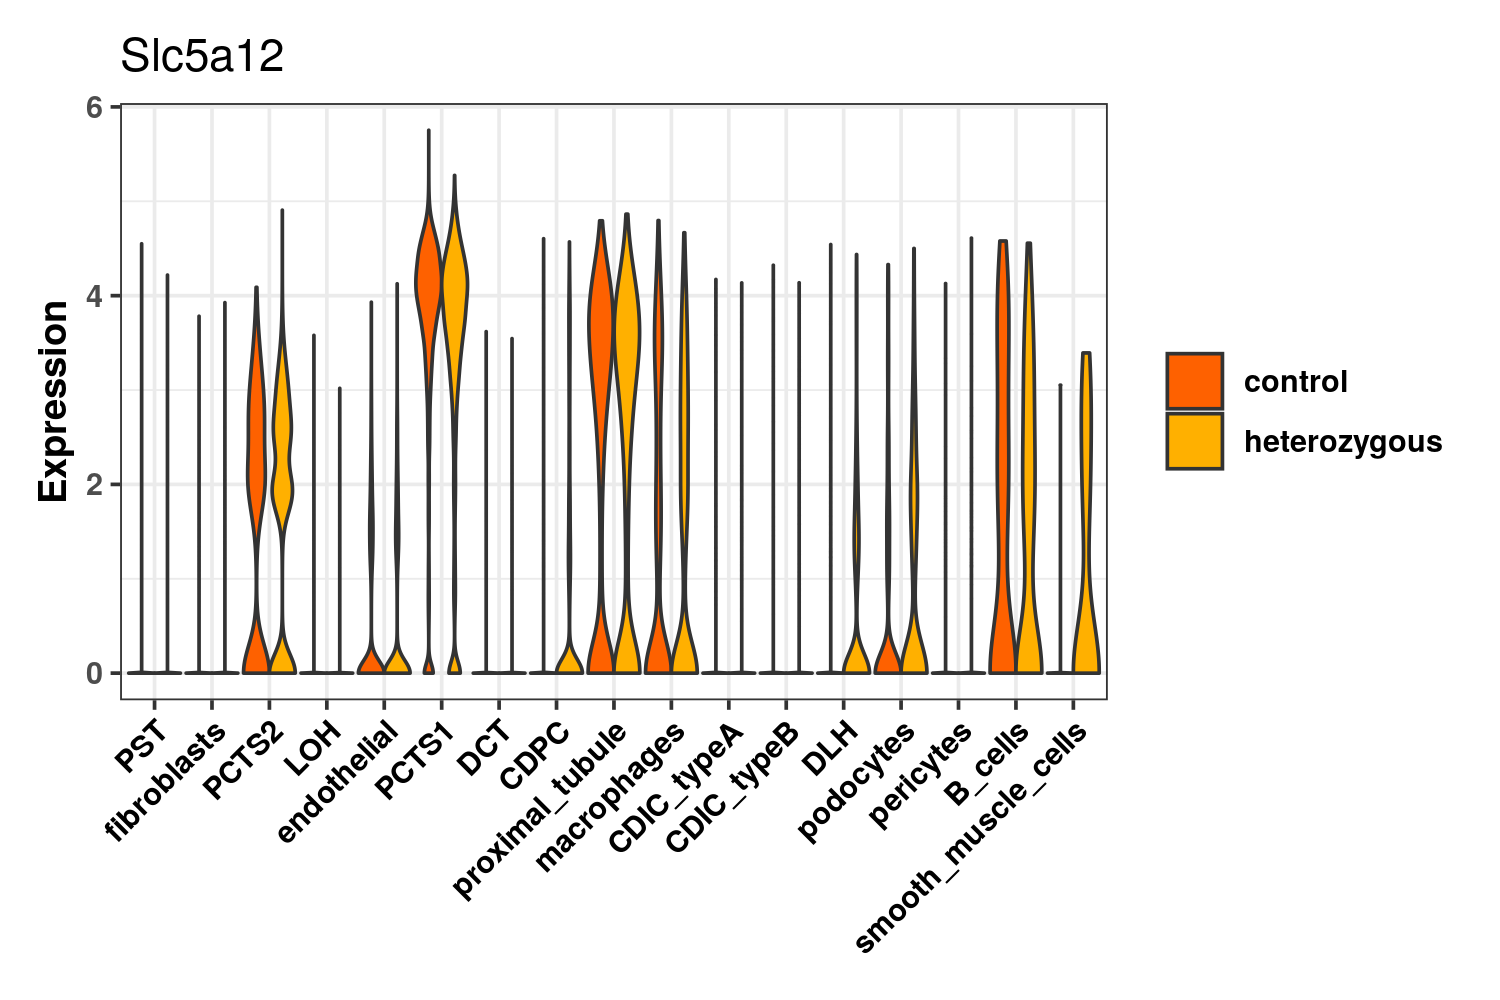 Slc5a12
Expression
6
4
2
0
PST
fibroblasts
PCTS2
LOH
endothelial
PCTS1
DCT
CDPC
proximal_tubule
macrophages
CDIC_typeA
CDIC_typeB
DLH
podocytes
pericytes
B_cells
smooth_muscle_cells
control
heterozygous